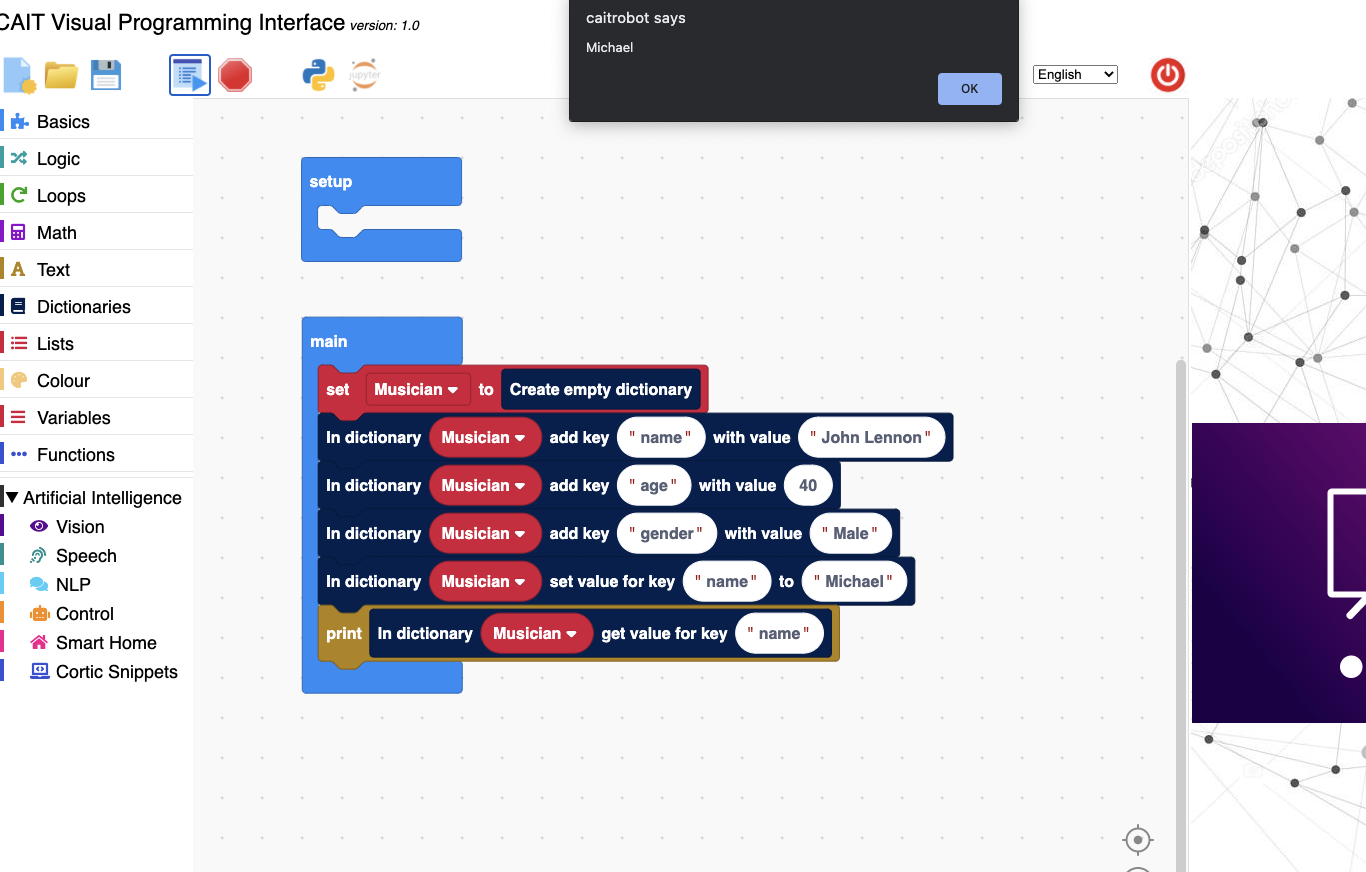 CAIT Visual Programming Interface version: 1.0
caitrobot says
Michael
OK
jupyter
English
Basics
Logic
Loops
Math
Text
Dictionaries
Lists
Colour
Variables
Functions
Artificial Intelligence
Vision
Speech
NLP
Control
Smart Home
Cortic Snippets
setup
main
set Musician to Create empty dictionary
In dictionary Musician add key "name" with value "John Lennon"
In dictionary Musician add key "age" with value 40
In dictionary Musician add key "gender" with value "Male"
In dictionary Musician set value for key "name" to "Michael"
print In dictionary Musician get value for key "name"